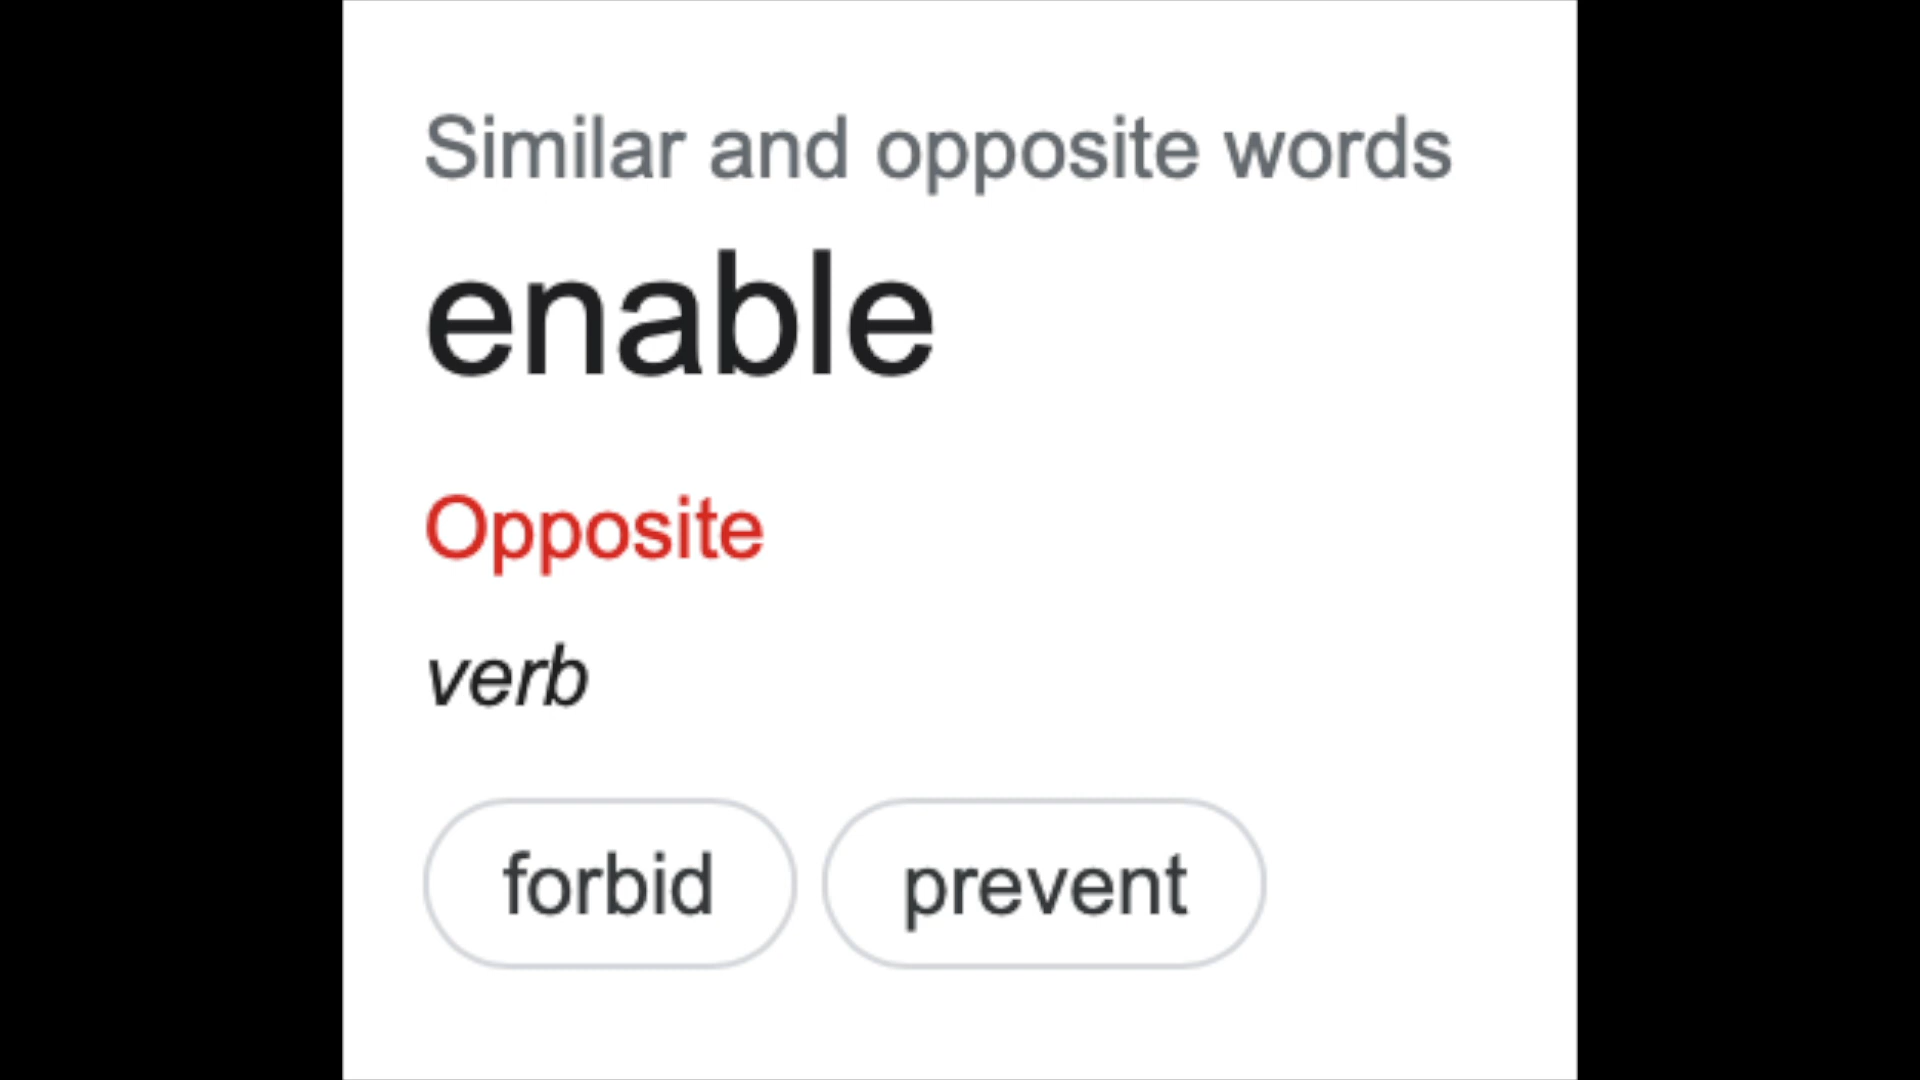 Similar and opposite words
enable
Opposite
verb
forbid prevent